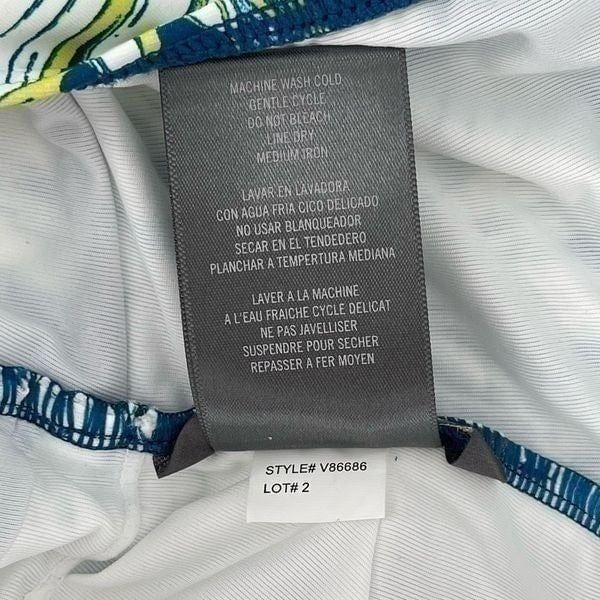 MACHINE WASH COLD
GENTLE CYCLE
DO NOT BLEACH
LINE DRY
MEDIUM IRON
LAVAR EN LAVADORA
CON AGUA FRIA CICO DELICADO
NO USAR BLANQUEADOR
SECAR EN EL TENDEDERO
PLANCHAR A TEMPERTURA MEDIANA
LAVER A LA MACHINE
A L'EAU FRAICHE CYCLE DELICAT
NE PAS JAVELLISER
SUSPENDRE POUR SECHER
REPASSER A FER MOYEN
STYLE# V86686
LOT# 2